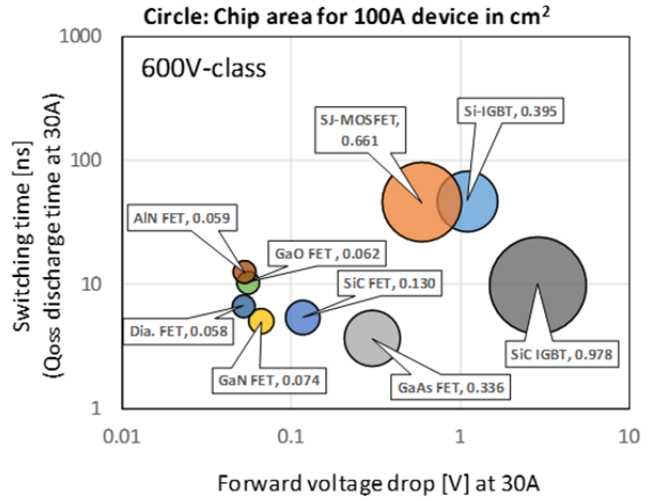 Circle: Chip area for 100A device in cm²
Switching time [ns]
(Qoss discharge time at 30A)
1000
100
10
1
600V-class
SJ-MOSFET,
0.661
Si-IGBT, 0.395
AlN FET, 0.059
GaO FET, 0.062
SiC FET, 0.130
Dia. FET, 0.058
GaN FET, 0.074
GaAs FET, 0.336
SiC IGBT, 0.978
0.01
0.1
1
10
Forward voltage drop [V] at 30A